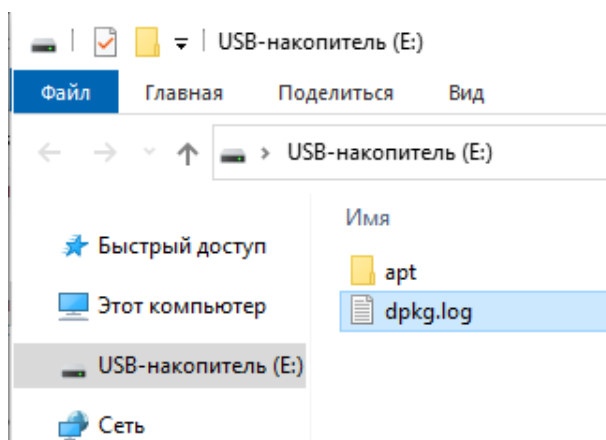 USB-накопитель (E:)
Файл Главная Поделиться Вид
USB-накопитель (E:)
Имя
Быстрый доступ
apt
Этот компьютер
dpkg.log
USB-накопитель (E:)
Сеть